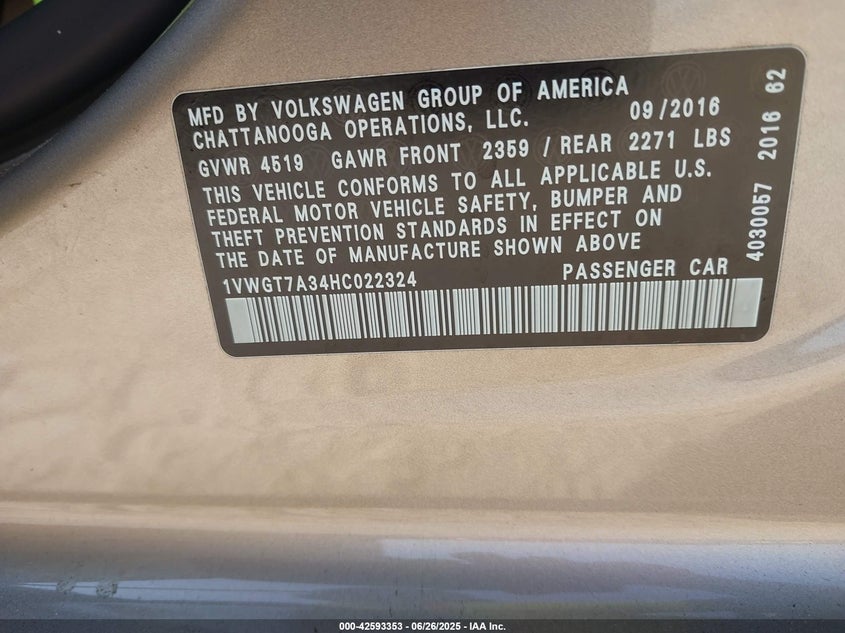 MFD BY VOLKSWAGEN GROUP OF AMERICA
CHATTANOOGA OPERATIONS, LLC. 09/2016
GVWR 4519 GAWR FRONT 2359 / REAR 2271 LBS
THIS VEHICLE CONFORMS TO ALL APPLICABLE U.S.
FEDERAL MOTOR VEHICLE SAFETY, BUMPER AND
THEFT PREVENTION STANDARDS IN EFFECT ON
THE DATE OF MANUFACTURE SHOWN ABOVE
1VWGT7A34HC022324 PASSENGER CAR
4030057 2016 62
000-42593353 - 06/26/2025 - IAA Inc.